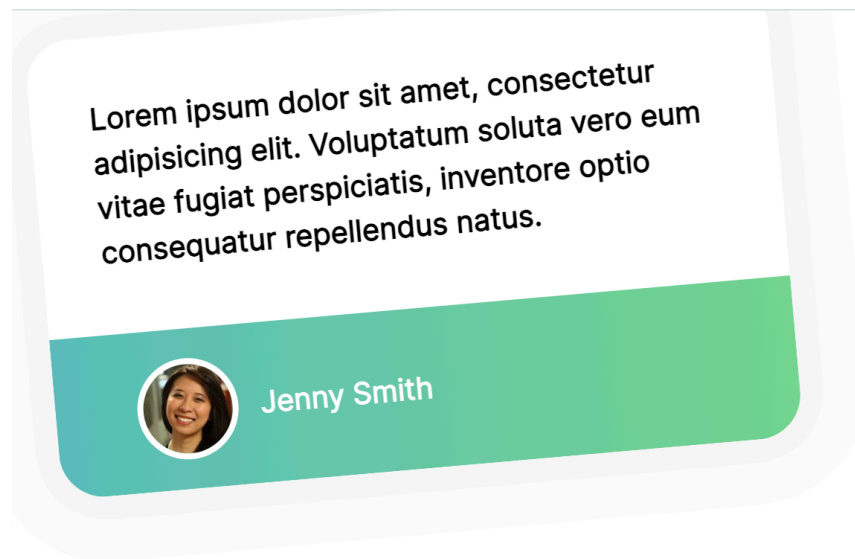 Lorem ipsum dolor sit amet, consectetur
adipisicing elit. Voluptatum soluta vero eum
vitae fugiat perspiciatis, inventore optio
consequatur repellendus natus.
Jenny Smith